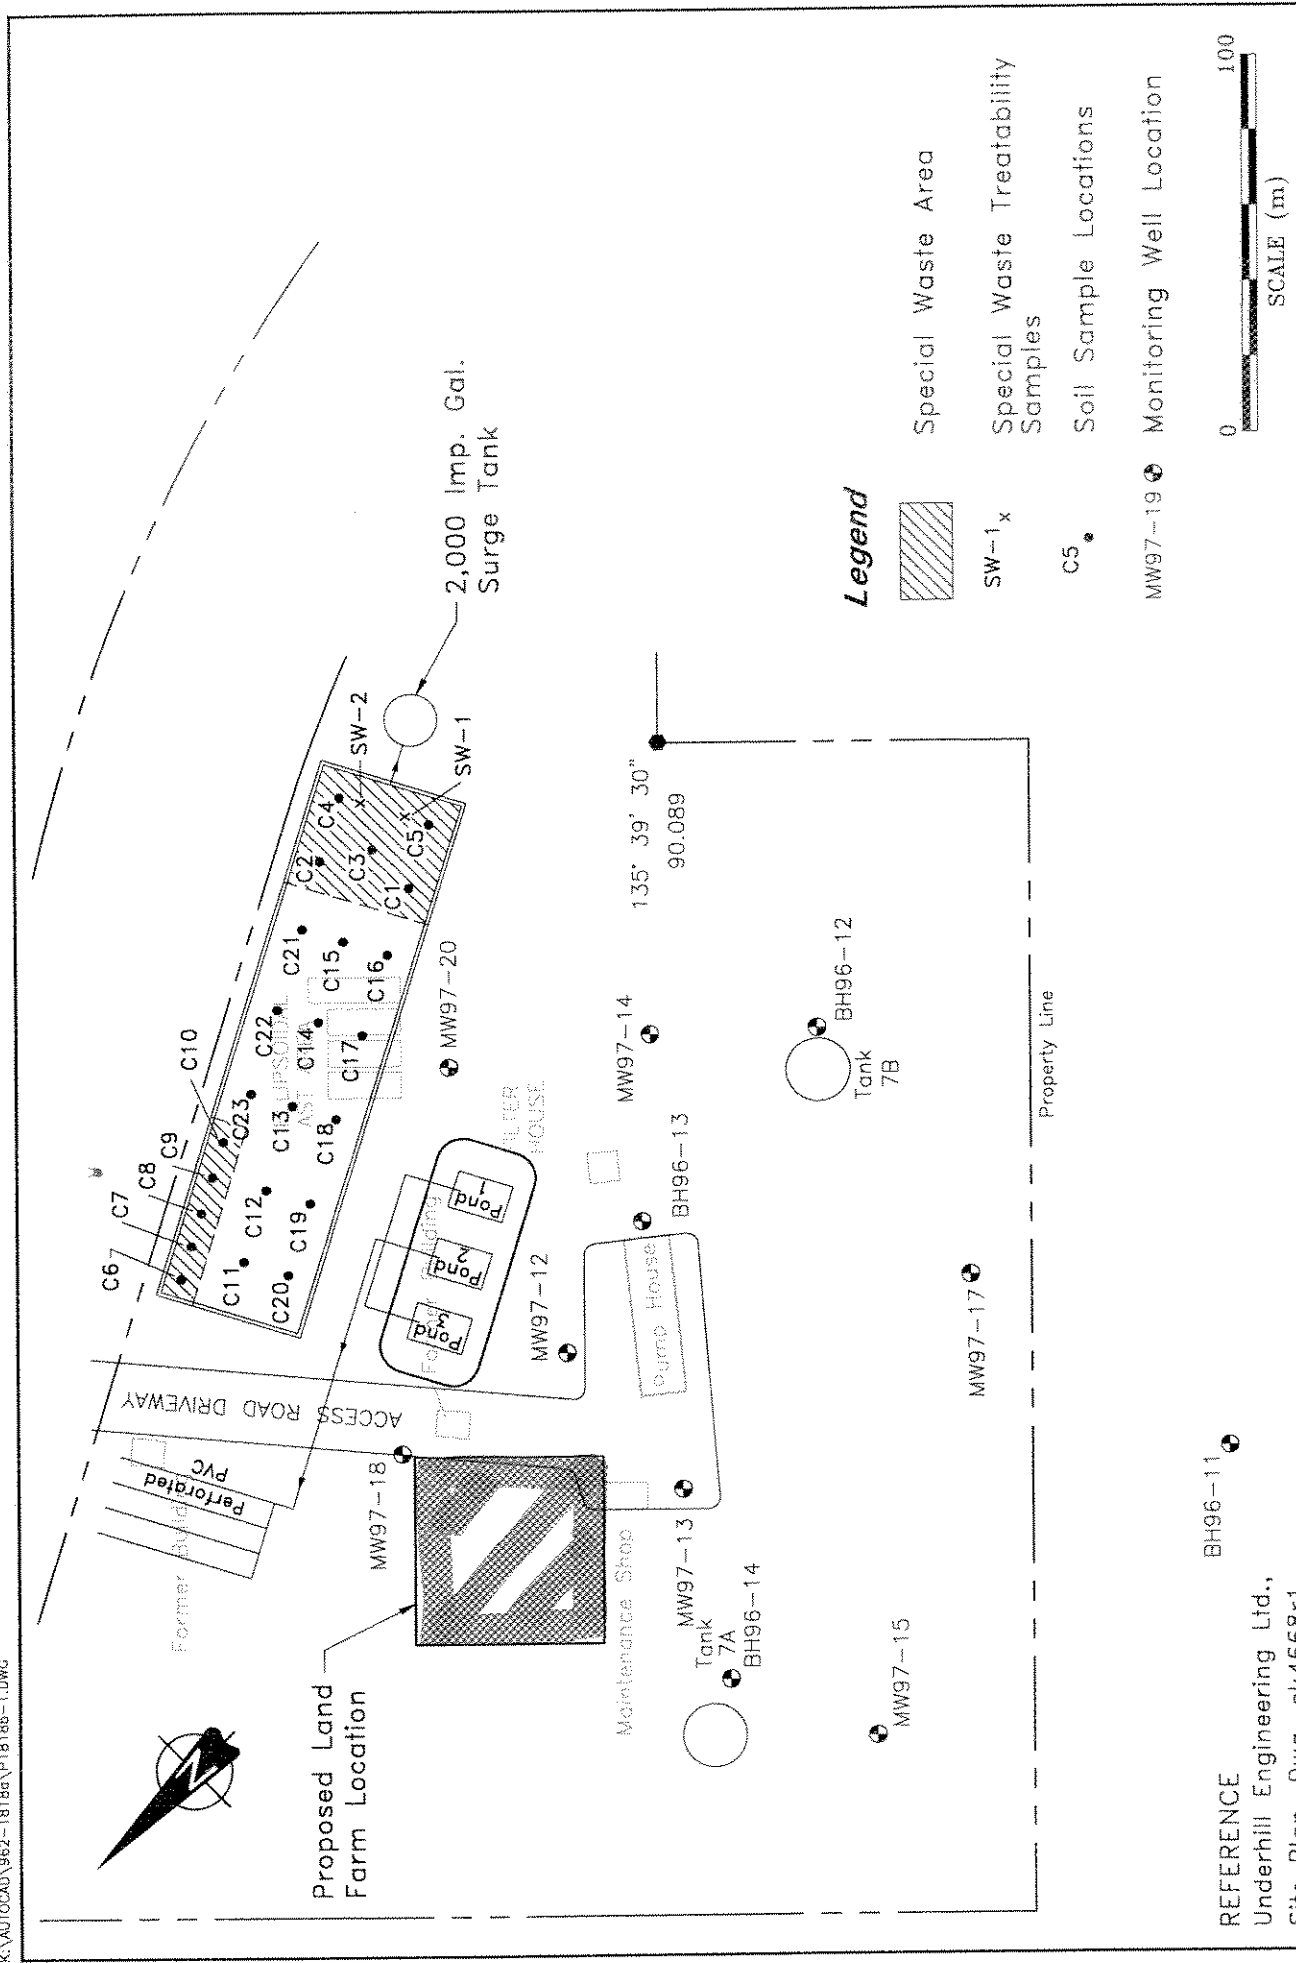 K:\AUTOCAD\962-1818a\P1818B-1.DWG
Proposed Land
Farm Location
Former
Perforated
PVC
ACCESS ROAD DRIVEWAY
C6
C7
C8
C9
C10
C11
C12
C23
C22
C21
C2
C4
C20
C19
C13
C14
C15
C3
SW-2
C18
C17
C16
C1
C5
SW-1
AST
2,000 Imp. Gal.
Surge Tank
MW97-18
Pond
3
Pond
2
Pond
1
Former Building
FILTER
HOUSE
MW97-20
MW97-12
Maintenance Shop
Pump House
BH96-13
MW97-14
135° 39' 30"
90.089
MW97-13
Tank
7A
BH96-14
BH96-12
Tank
7B
MW97-15
MW97-17
Property Line
BH96-11
Legend
Special Waste Area
SW-1 x
Special Waste Treatability
Samples
C5
Soil Sample Locations
MW97-19
Monitoring Well Location
0
100
SCALE (m)
REFERENCE
Underhill Engineering Ltd.,